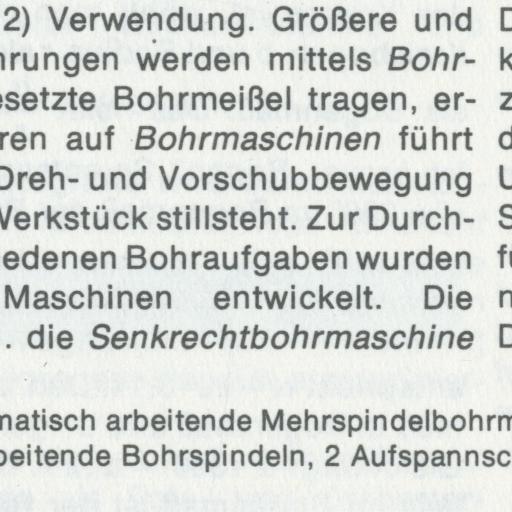 2) Verwendung. Größere und
hrungen werden mittels Bohr-
esetzte Bohrmeißel tragen, er-
ren auf Bohrmaschinen führt
Dreh- und Vorschubbewegung
Werkstück stillsteht. Zur Durch-
edenen Bohraufgaben wurden
Maschinen entwickelt. Die
. die Senkrechtbohrmaschine
matisch arbeitende Mehrspindelbohrm
beitende Bohrspindeln, 2 Aufspannsc